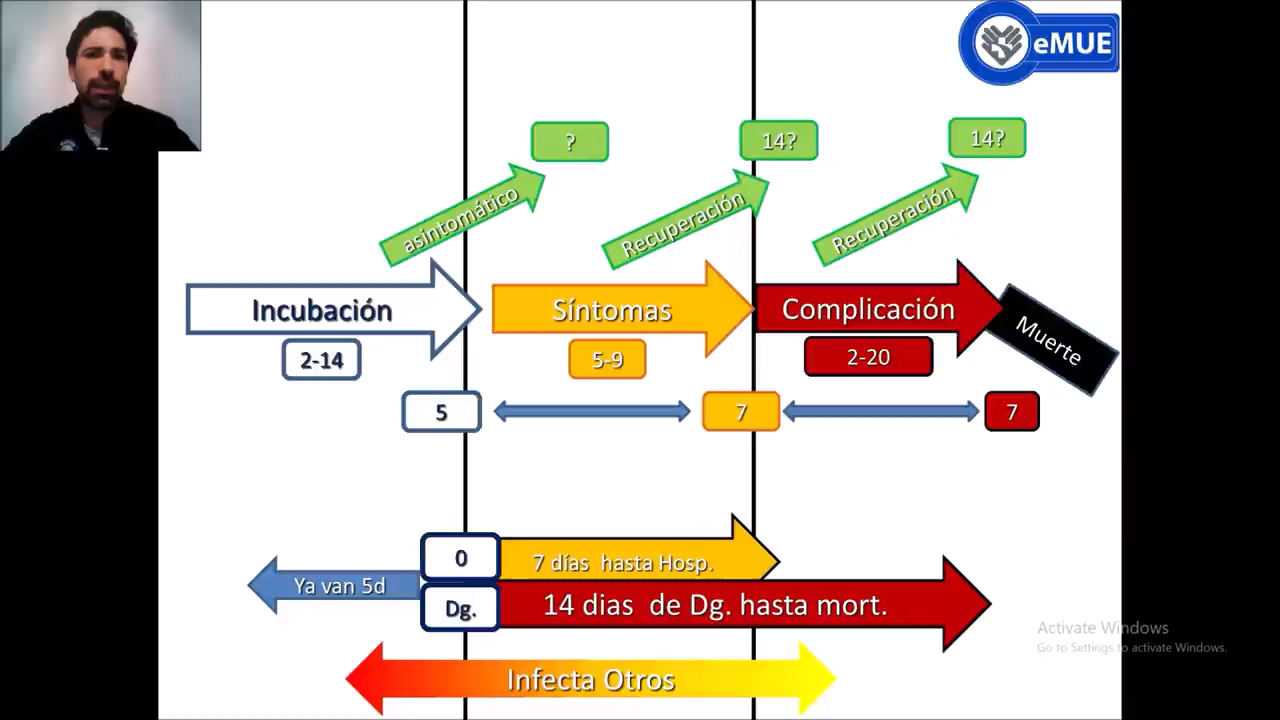 eMUE
?
14?
14?
asintomático
Recuperación
Recuperación
Incubación
Síntomas
Complicación
Muerte
2-14
5-9
2-20
5
7
7
0
7 días hasta Hosp.
Ya van 5d
Dg.
14 dias de Dg. hasta mort.
Infecta Otros
Activate Windows
Go to Settings to activate Windows.